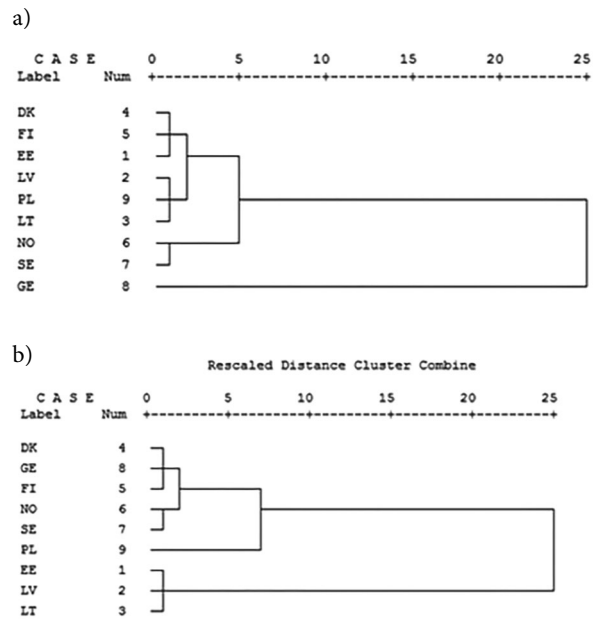 a)
C A S E 0 5 10 15 20 25
Label Num
DK 4
FI 5
EE 1
LV 2
PL 9
LT 3
NO 6
SE 7
GE 8
b)
Rescaled Distance Cluster Combine
C A S E 0 5 10 15 20 25
Label Num
DK 4
GE 8
FI 5
NO 6
SE 7
PL 9
EE 1
LV 2
LT 3